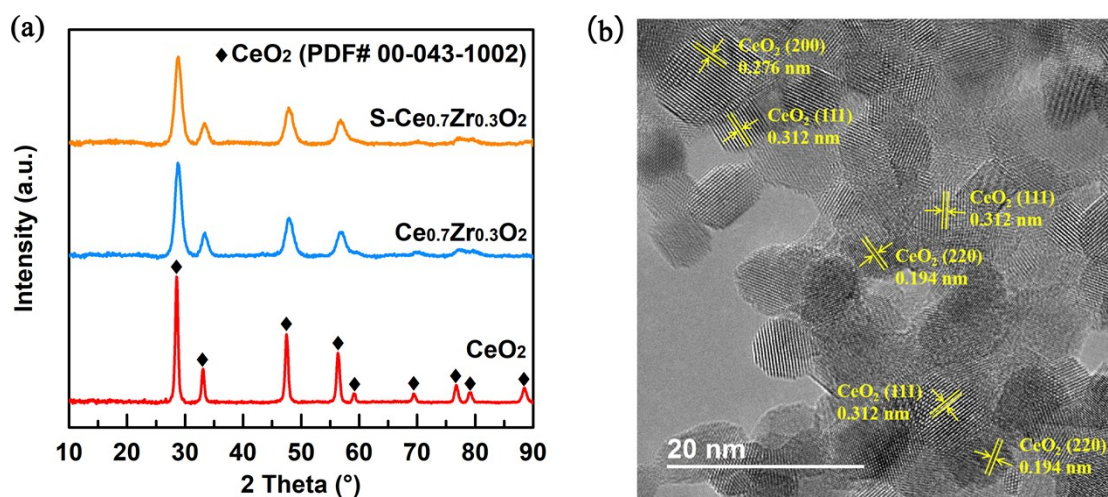 (a)
◆ CeO₂ (PDF# 00-043-1002)
S-Ce₀.₇Zr₀.₃O₂
Ce₀.₇Zr₀.₃O₂
CeO₂
Intensity (a.u.)
10 20 30 40 50 60 70 80 90
2 Theta (°)
(b)
CeO₂ (200)
0.276 nm
CeO₂ (111)
0.312 nm
CeO₂ (111)
0.312 nm
CeO₂ (220)
0.194 nm
CeO₂ (111)
0.312 nm
CeO₂ (220)
0.194 nm
20 nm